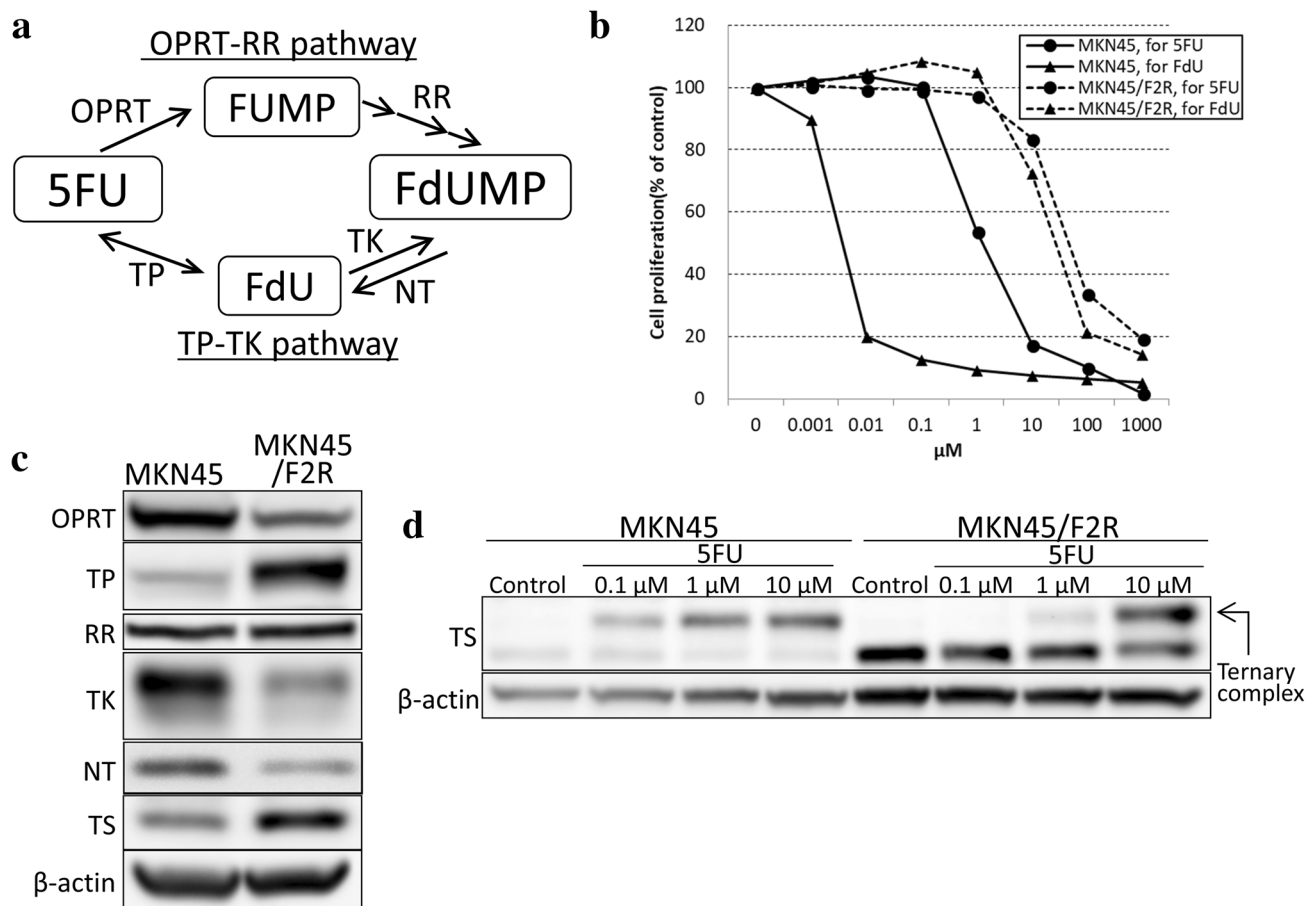 a
OPRT-RR pathway
OPRT
FUMP
RR
5FU
FdUMP
TP
FdU
TK
NT
TP-TK pathway
b
120
100
80
60
40
20
0
Cell proliferation(% of control)
0 0.001 0.01 0.1 1 10 100 1000
μM
MKN45, for 5FU
MKN45, for FdU
MKN45/F2R, for 5FU
MKN45/F2R, for FdU
c
MKN45
MKN45
/F2R
OPRT
TP
RR
TK
NT
TS
β-actin
d
MKN45
MKN45/F2R
5FU
5FU
Control 0.1 μM 1 μM 10 μM Control 0.1 μM 1 μM 10 μM
TS
β-actin
Ternary
complex